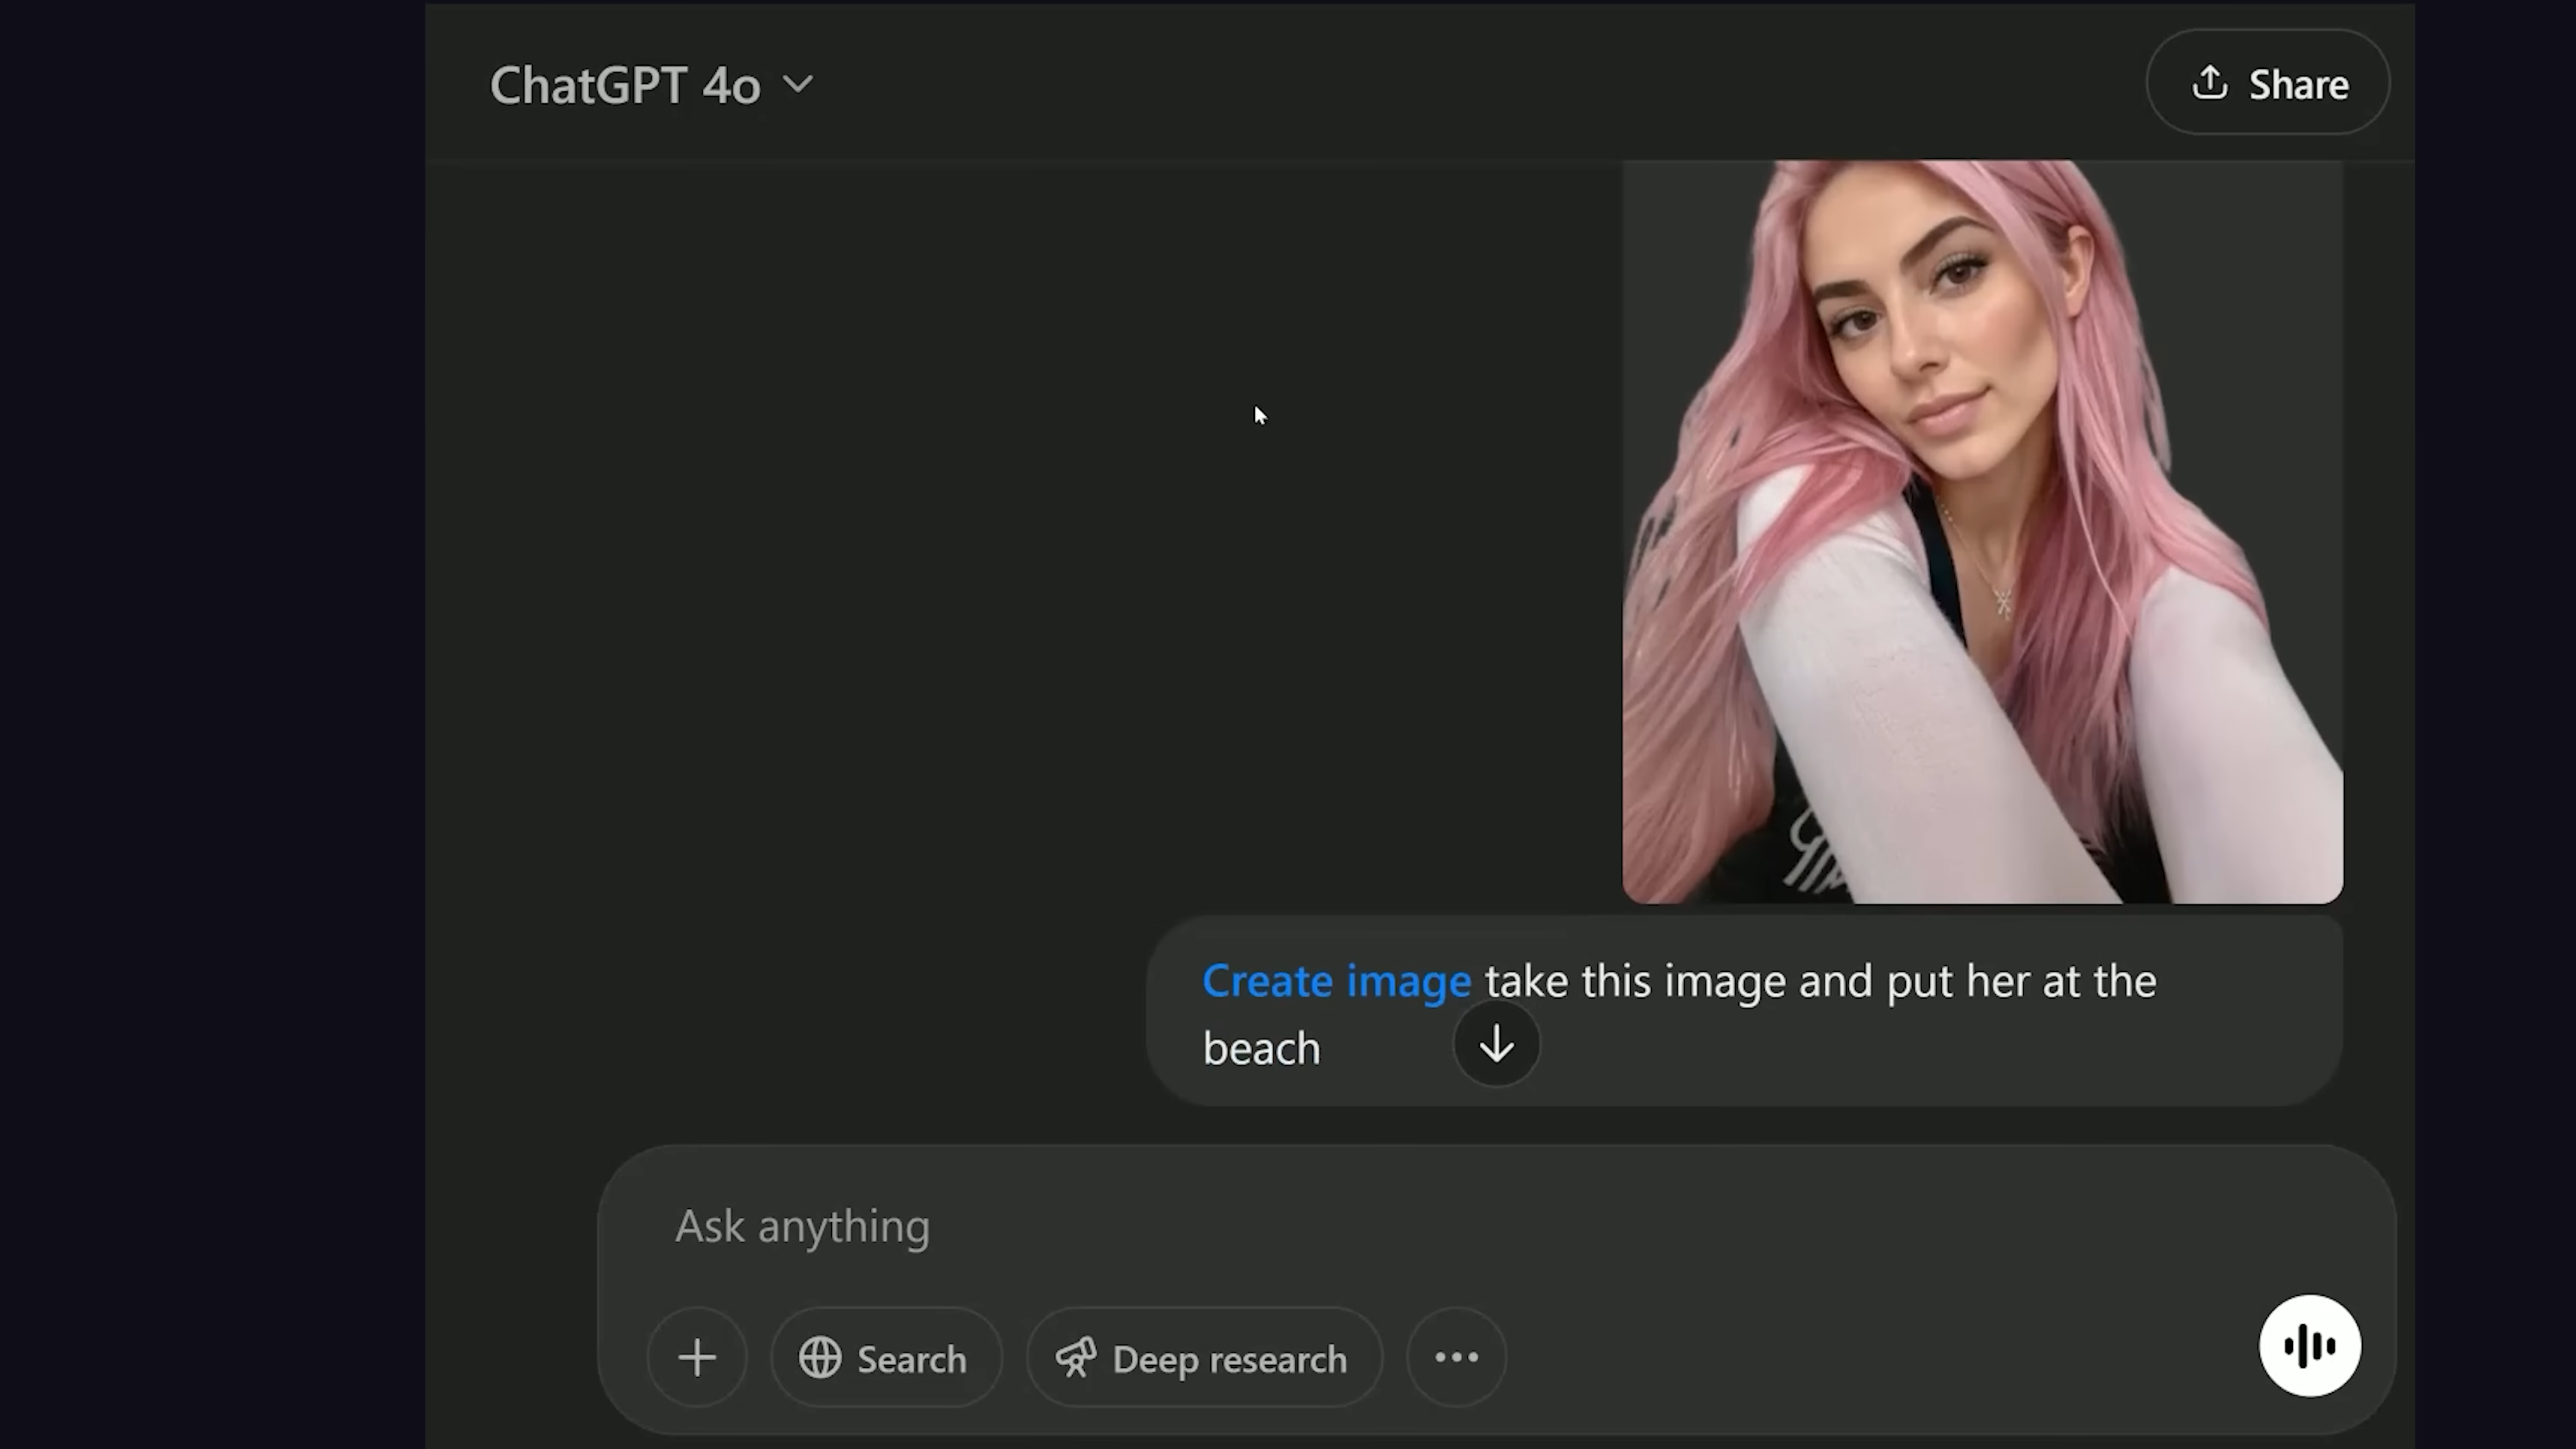 ChatGPT 4o
Share
Create image take this image and put her at the
beach
Ask anything
Search
Deep research